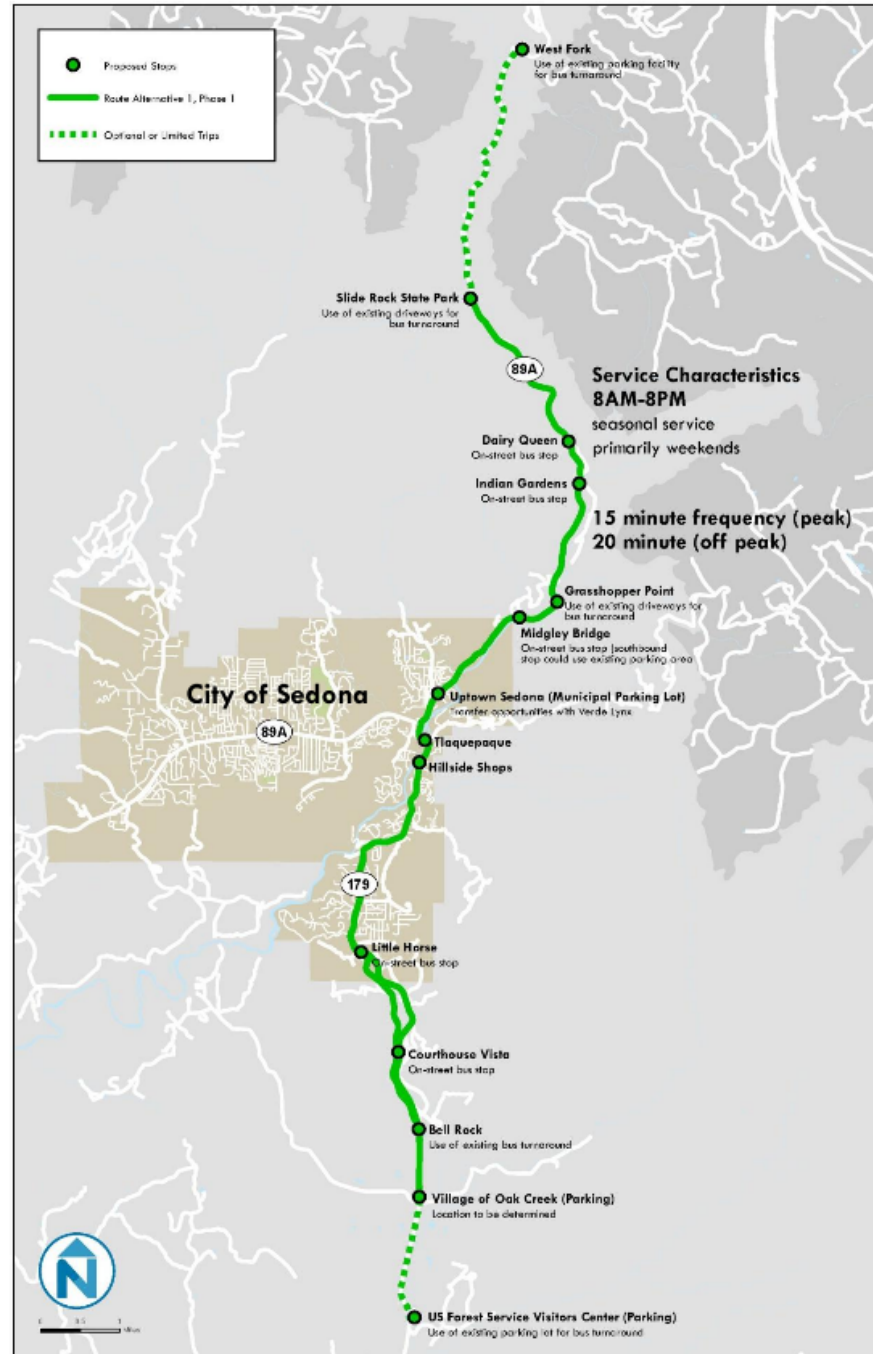 Proposed Stops
Route Alternative 1, Phase 1
Optional or Limited Trips
West Fork
Use of existing parking facility
for bus turnaround
Slide Rock State Park
Use of existing driveways for
bus turnaround
89A
Service Characteristics
8AM-8PM
seasonal service
primarily weekends
Dairy Queen
On-street bus stop
Indian Gardens
On-street bus stop
15 minute frequency (peak)
20 minute (off peak)
Grasshopper Point
Use of existing driveways for
bus turnaround
Midgley Bridge
On-street bus stop (southbound
stop could use existing parking area
City of Sedona
89A
Uptown Sedona (Municipal Parking Lot)
Transfer opportunities with Verde Lynx
Tlaquepaque
Hillside Shops
179
Little Horse
On-street bus stop
Courthouse Vista
On-street bus stop
Bell Rock
Use of existing bus turnaround
Village of Oak Creek (Parking)
Location to be determined
N
0 0.5 1
Miles
US Forest Service Visitors Center (Parking)
Use of existing parking lot for bus turnaround